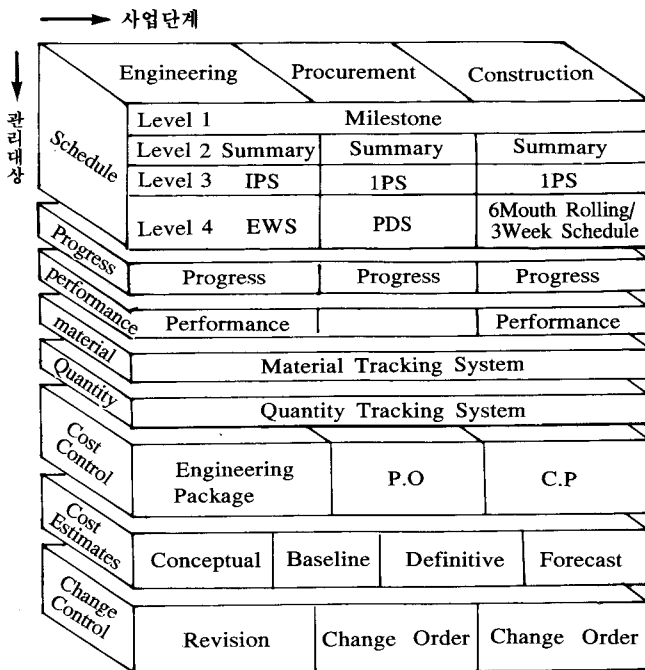 사업단계
관리대상
Engineering Procurement Construction
Schedule
Level 1 Milestone
Level 2 Summary Summary Summary
Level 3 IPS 1PS 1PS
Level 4 EWS PDS 6Mouth Rolling/
3Week Schedule
Progress
Progress Progress Progress
performance
Performance Performance
material
Material Tracking System
Quantity
Quantity Tracking System
Cost
Control
Engineering
Package
P.O
C.P
Cost
Estimates
Conceptual Baseline Definitive Forecast
Change
Control
Revision Change Order Change Order